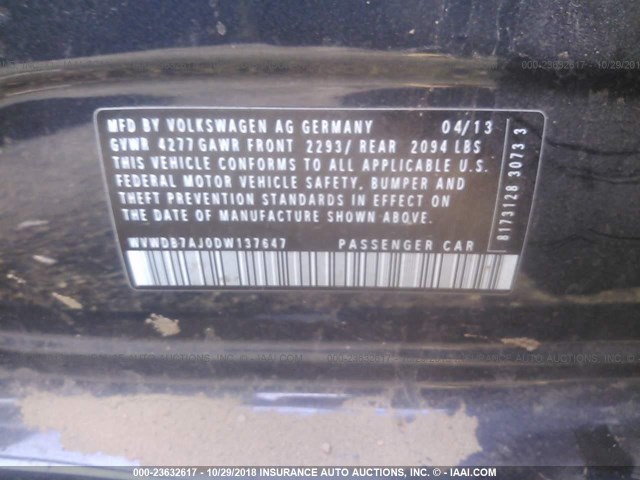 MFD BY VOLKSWAGEN AG GERMANY 04/13
GVWR 4277 GAWR FRONT 2293/ REAR 2094 LBS
THIS VEHICLE CONFORMS TO ALL APPLICABLE U.S.
FEDERAL MOTOR VEHICLE SAFETY, BUMPER AND
THEFT PREVENTION STANDARDS IN EFFECT ON
THE DATE OF MANUFACTURE SHOWN ABOVE.
WVWDB7AJ0DW137647 PASSENGER CAR
8173128 3073 3
000-23632617 - 10/29/2018 INSURANCE AUTO AUCTIONS, INC. - IAAI.COM